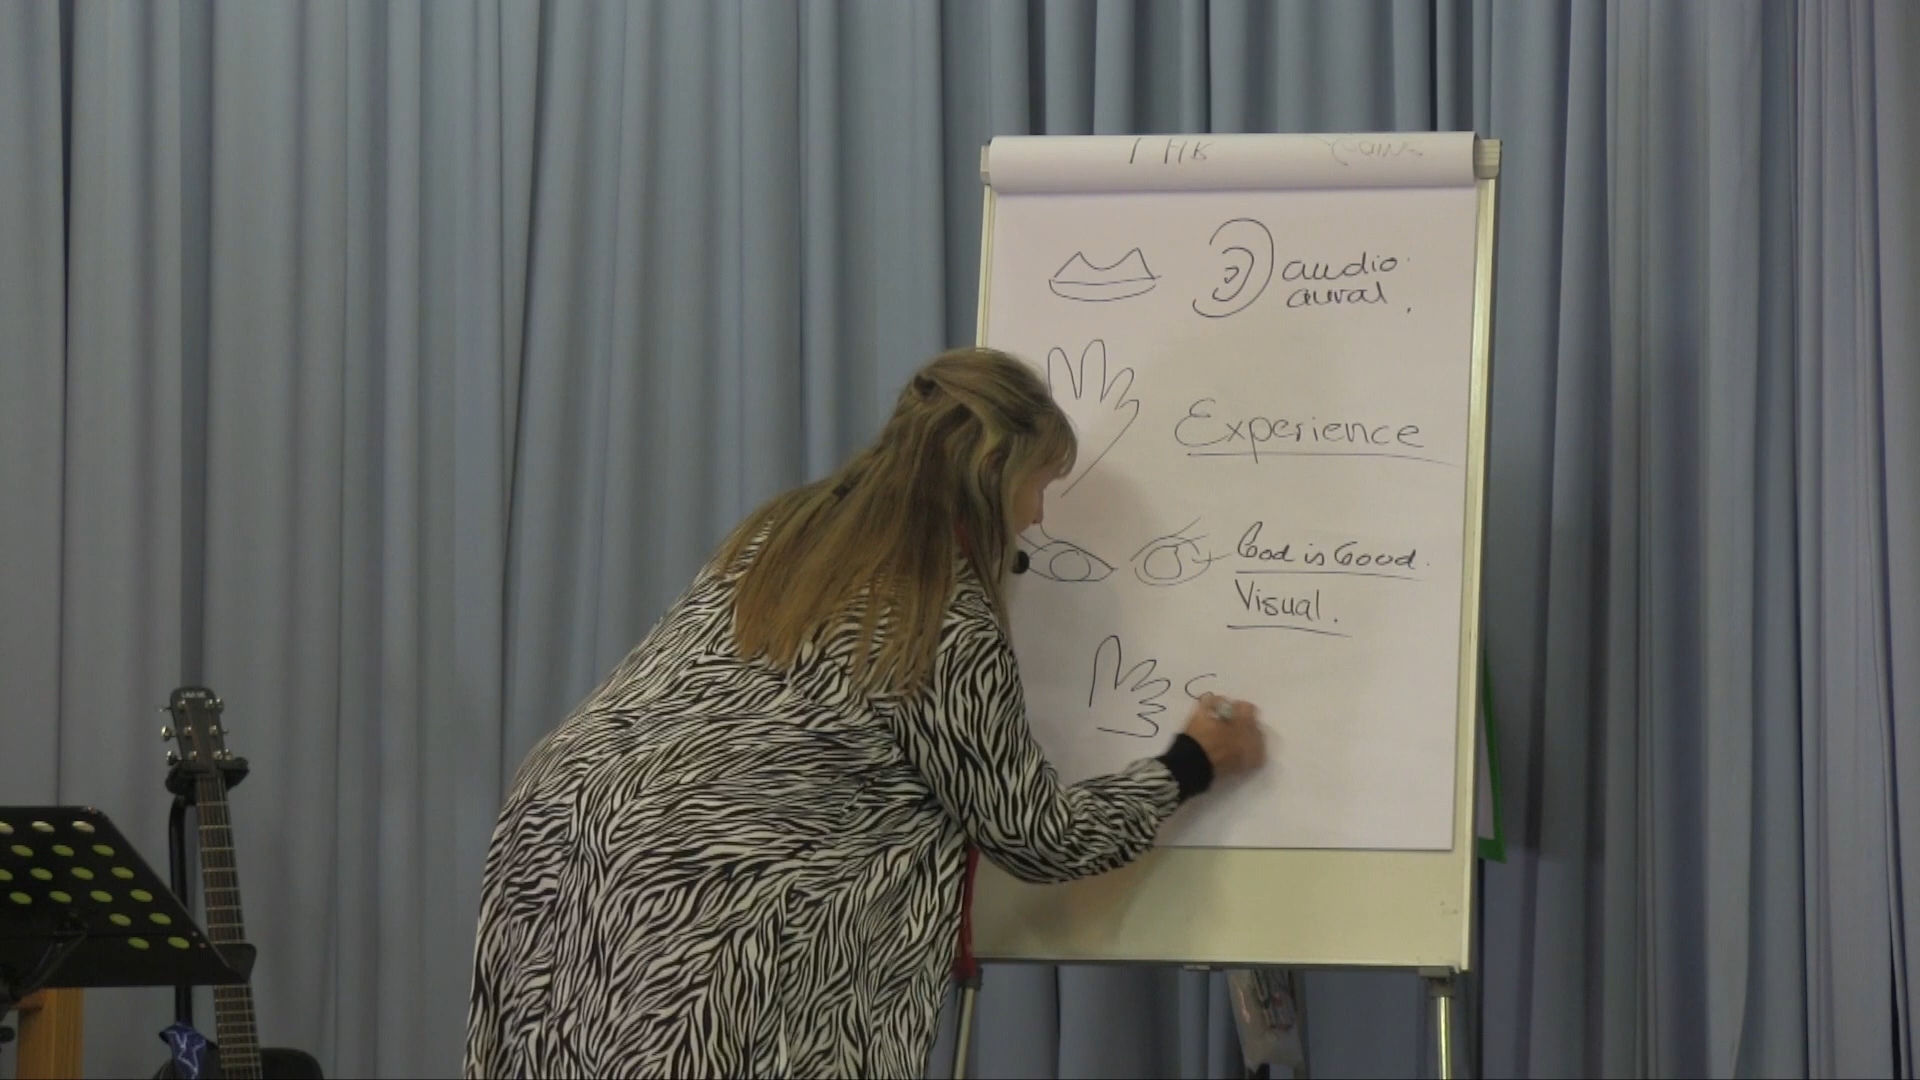 audio
aural.
Experience
God is Good.
Visual.